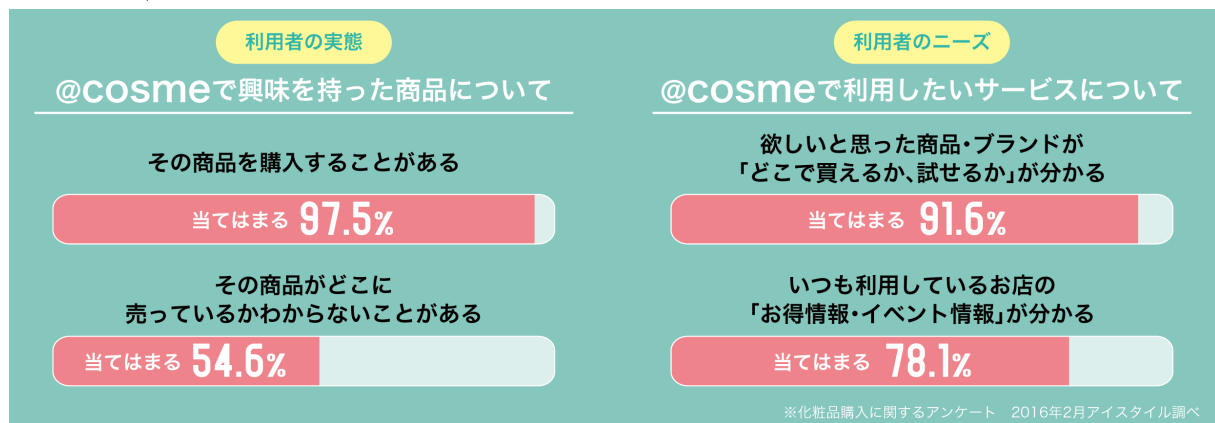 利用者の実態
@cosmeで興味を持った商品について
その商品を購入することがある
当てはまる 97.5%
その商品がどこに
売っているかわからないことがある
当てはまる 54.6%
利用者のニーズ
@cosmeで利用したいサービスについて
欲しいと思った商品・ブランドが
「どこで買えるか、試せるか」が分かる
当てはまる 91.6%
いつも利用しているお店の
「お得情報・イベント情報」が分かる
当てはまる 78.1%
※化粧品購入に関するアンケート　2016年2月アイスタイル調べ